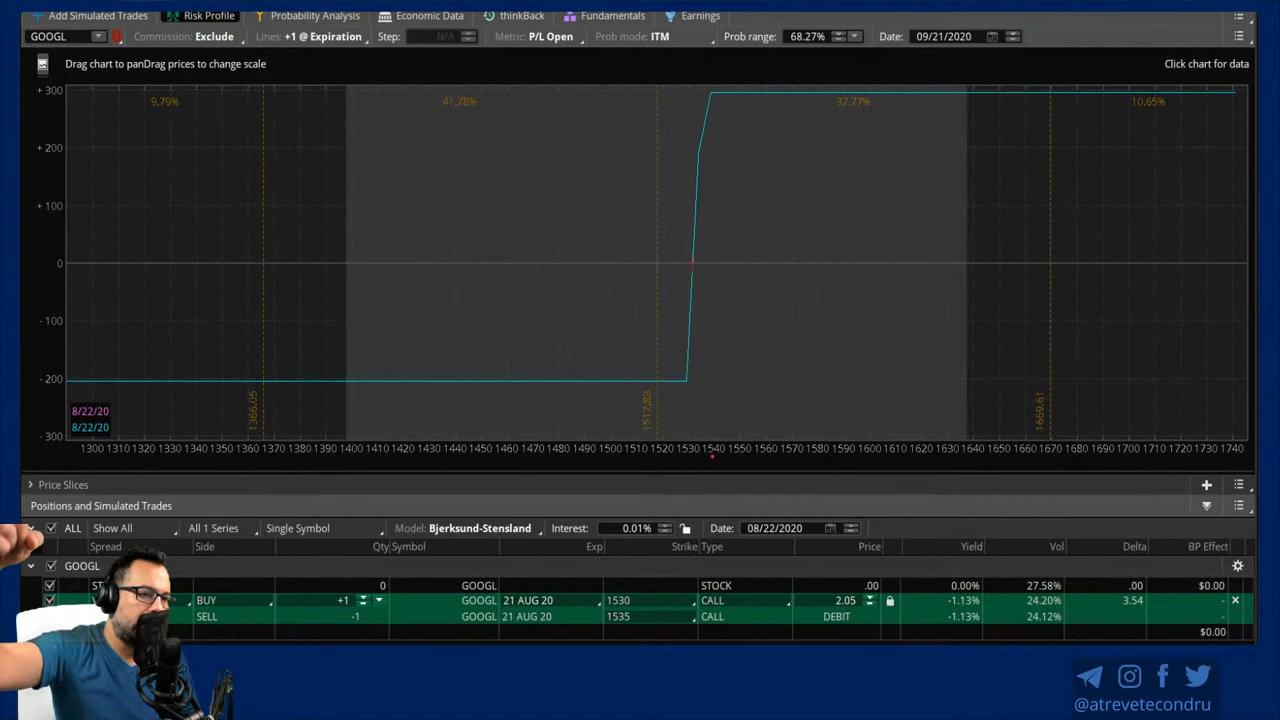 Add Simulated Trades Risk Profile Probability Analysis Economic Data thinkBack Fundamentals Earnings
GOOGL Commission: Exclude Lines: +1 @ Expiration Step: N/A Metric: P/L Open Prob mode: ITM Prob range: 68.27% Date: 09/21/2020
Drag chart to panDrag prices to change scale Click chart for data
+ 300
9.79% 41.78% 37.77% 10.65%
+ 200
+ 100
0
- 100
- 200
- 300
1366.05 1517.83 1669.61
8/22/20
8/22/20
1300 1310 1320 1330 1340 1350 1360 1370 1380 1390 1400 1410 1420 1430 1440 1450 1460 1470 1480 1490 1500 1510 1520 1530 1540 1550 1560 1570 1580 1590 1600 1610 1620 1630 1640 1650 1660 1670 1680 1690 1700 1710 1720 1730 1740
Price Slices
Positions and Simulated Trades
ALL Show All All 1 Series Single Symbol Model: Bjerksund-Stensland Interest: 0.01% Date: 08/22/2020
Spread Side Qty Symbol Exp Strike Type Price Yield Vol Delta BP Effect
GOOGL
0 GOOGL STOCK .00 0.00% 27.58% .00 $0.00
BUY +1 GOOGL 21 AUG 20 1530 CALL 2.05 -1.13% 24.20% 3.54 -
SELL -1 GOOGL 21 AUG 20 1535 CALL DEBIT -1.13% 24.12% -
$0.00
@atrevetecondru